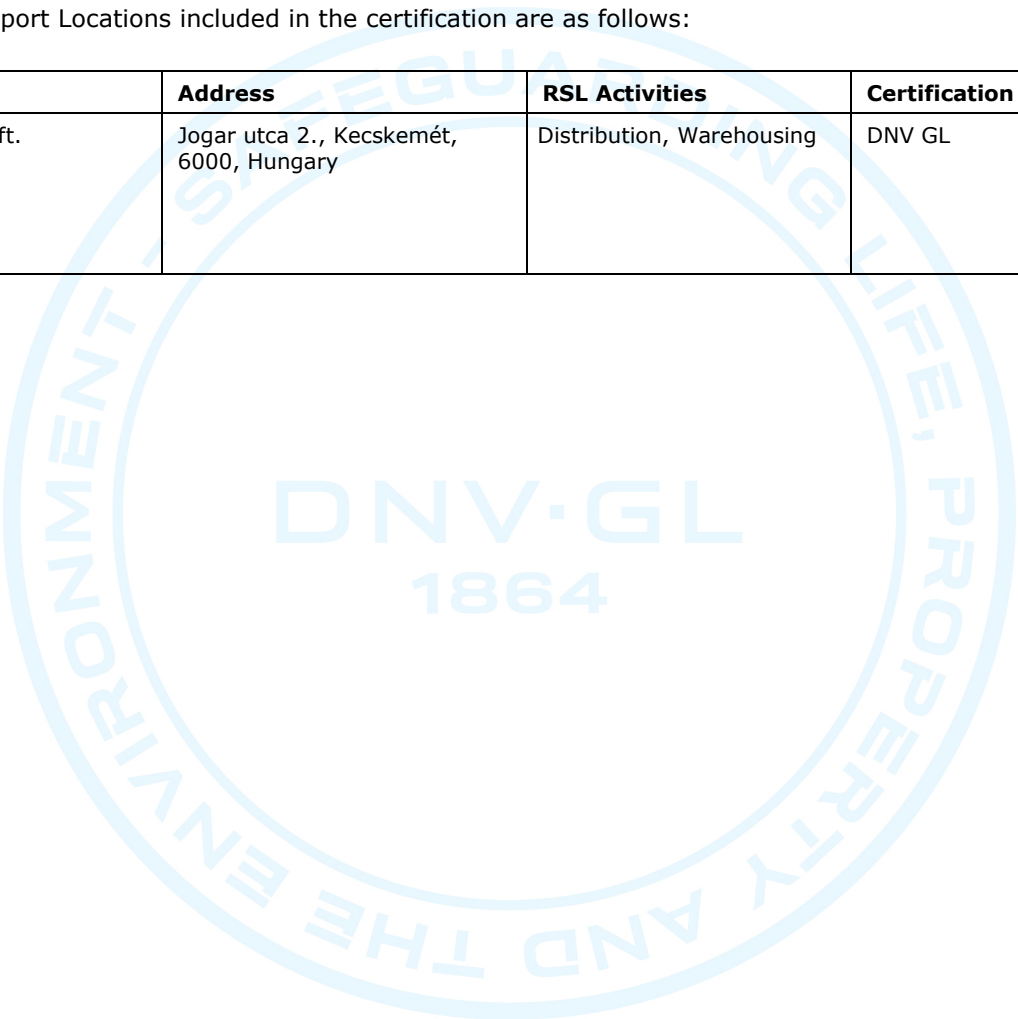 port Locations included in the certification are as follows:
Address RSL Activities Certification
ft. Jogar utca 2., Kecskemét, Distribution, Warehousing DNV GL
6000, Hungary
SAFEGUARDING LIFE, PROPERTY AND THE ENVIRONMENT -
DNV·GL
1864